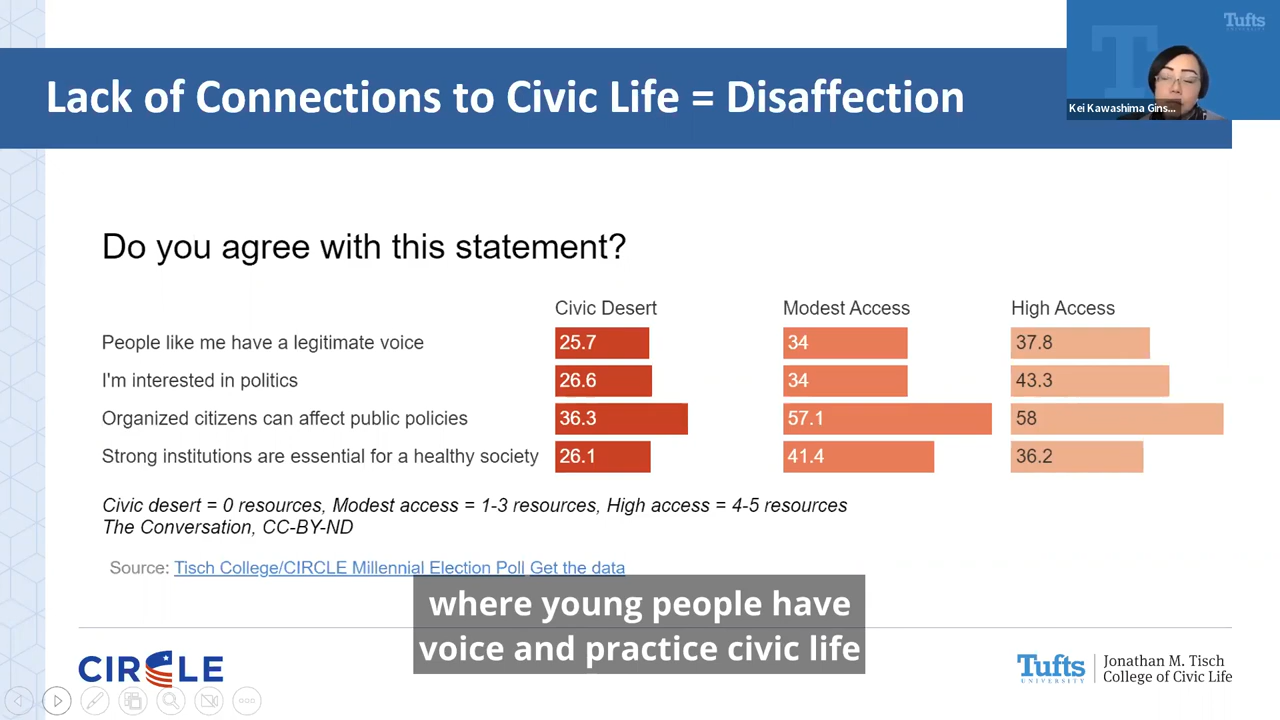 Tufts
UNIVERSITY
T
Lack of Connections to Civic Life = Disaffection
Kei Kawashima Gins...
Do you agree with this statement?
Civic Desert Modest Access High Access
People like me have a legitimate voice 25.7 34 37.8
I'm interested in politics 26.6 34 43.3
Organized citizens can affect public policies 36.3 57.1 58
Strong institutions are essential for a healthy society 26.1 41.4 36.2
Civic desert = 0 resources, Modest access = 1-3 resources, High access = 4-5 resources
The Conversation, CC-BY-ND
Source: Tisch College/CIRCLE Millennial Election Poll Get the data
where young people have
voice and practice civic life
CIRCLE
Tufts
UNIVERSITY
Jonathan M. Tisch
College of Civic Life